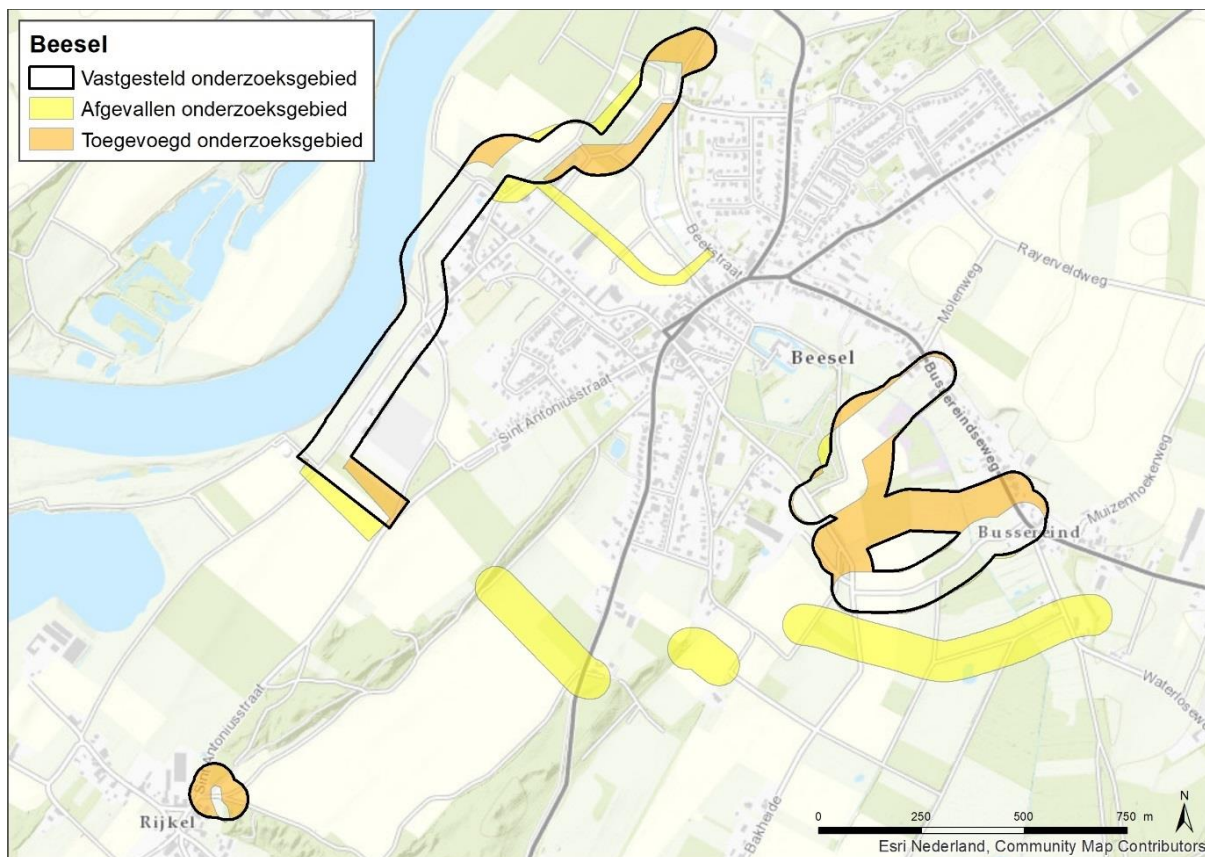 Beesel
Vastgesteld onderzoeksgebied
Afgevallen onderzoeksgebied
Toegevoegd onderzoeksgebied
Beekstraat
Rayerveldweg
Molenweg
Beesel
Sint Antoniusstraat
Bussereindseweg
Muizenhoekerweg
Bussereind
Waterlosewe
Sint Antoniusstraat
Rijkel
Bakheide
N
0 250 500 750 m
Esri Nederland, Community Map Contributors